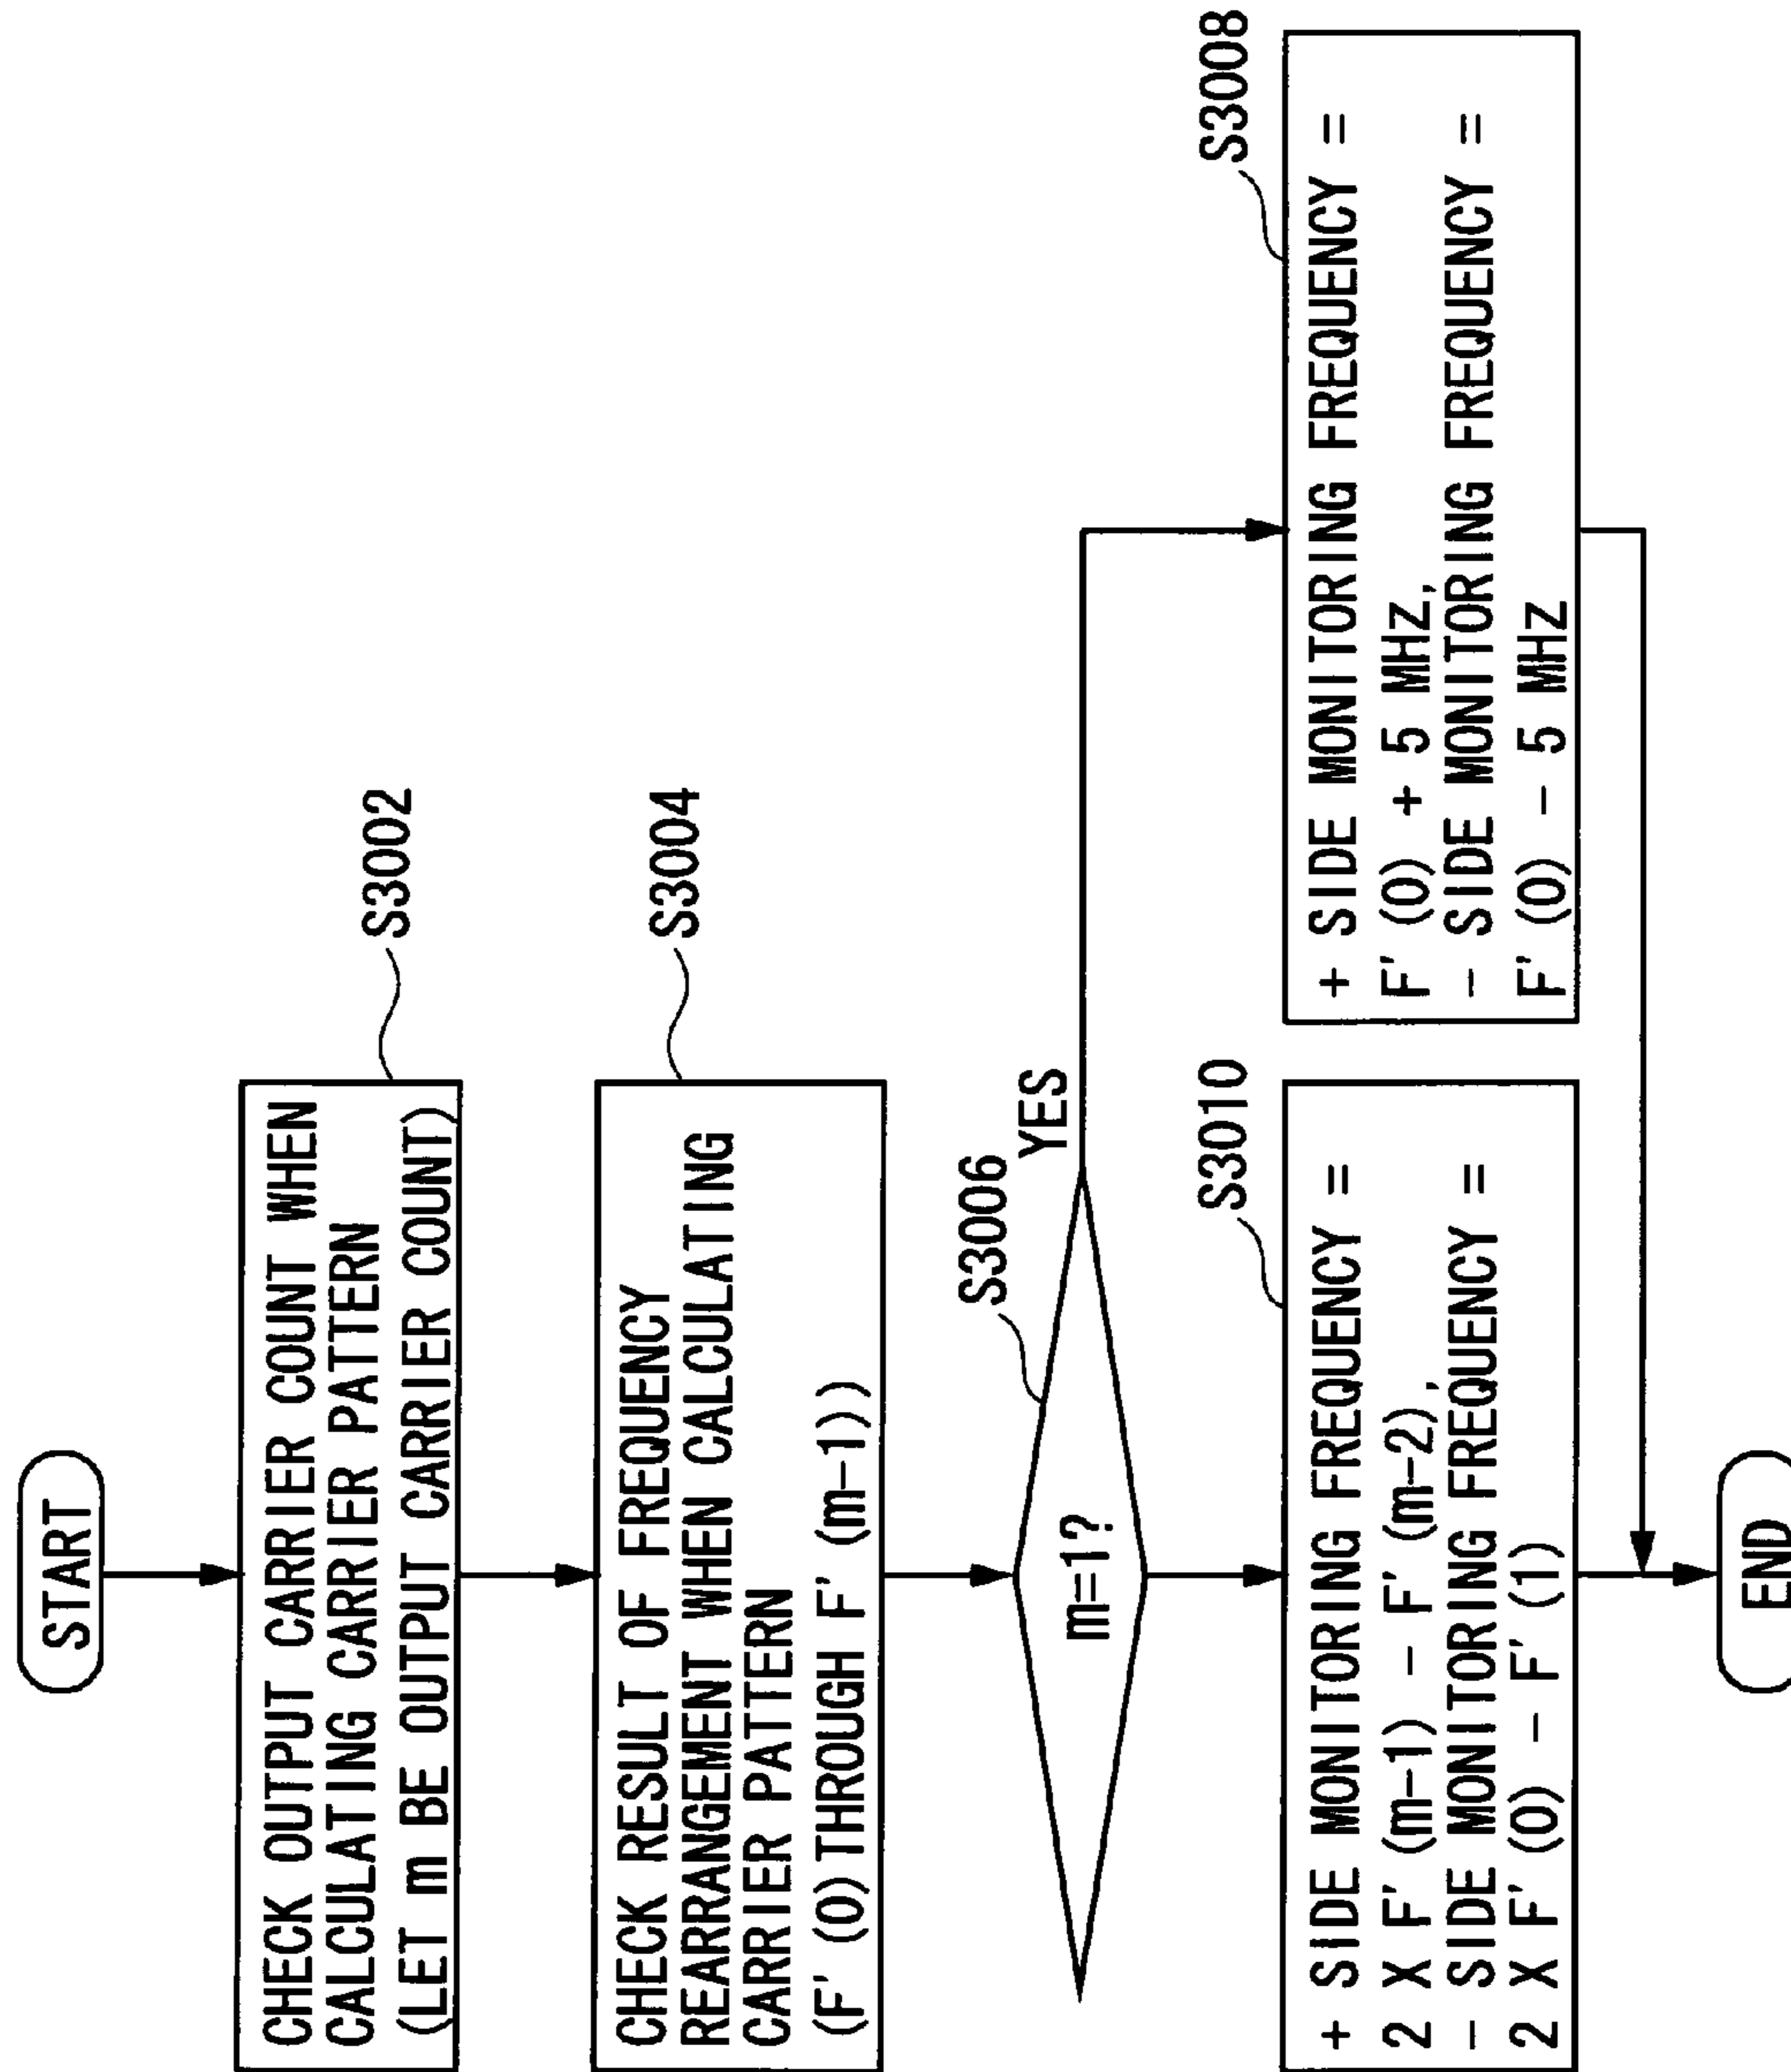 START
CHECK OUTPUT CARRIER COUNT WHEN
CALCULATING CARRIER PATTERN
(LET m BE OUTPUT CARRIER COUNT)
S3002
CHECK RESULT OF FREQUENCY
REARRANGEMENT WHEN CALCULATING
CARRIER PATTERN
(F' (0) THROUGH F' (m-1))
S3004
m=1?
S3006
YES
+ SIDE MONITORING FREQUENCY =
F' (0) + 5 MHz,
- SIDE MONITORING FREQUENCY =
F' (0) - 5 MHz
S3008
+ SIDE MONITORING FREQUENCY =
2 X F' (m-1) - F' (m-2),
- SIDE MONITORING FREQUENCY =
2 X F' (0) - F' (1)
S3010
END